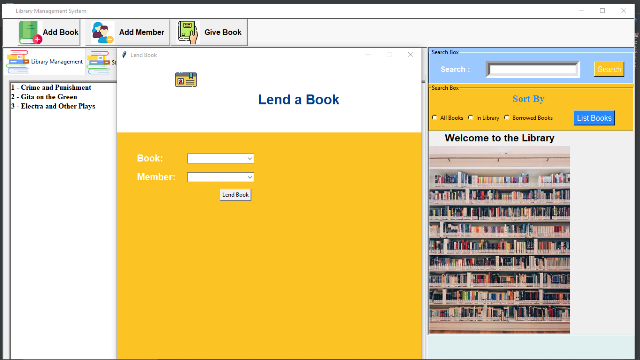 Library Management System
Add Book
Add Member
Give Book
Library Management
1 - Crime and Punishment
2 - Gita on the Green
3 - Electra and Other Plays
Lend Book
Lend a Book
Book:
Member:
Lend Book
Search Box
Search :
Search
Search Box
Sort By
All Books
In Library
Borrowed Books
List Books
Welcome to the Library